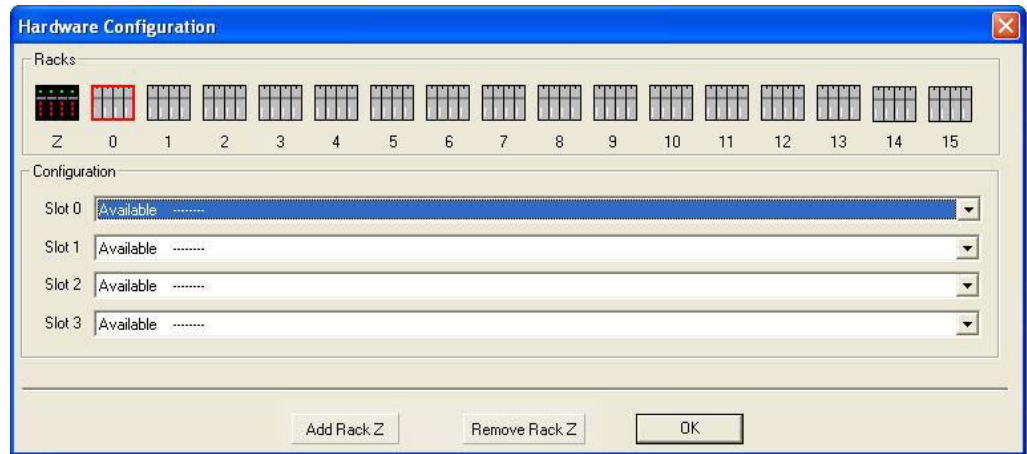 Hardware Configuration
Racks
Z 0 1 2 3 4 5 6 7 8 9 10 11 12 13 14 15
Configuration
Slot 0 Available --------
Slot 1 Available --------
Slot 2 Available --------
Slot 3 Available --------
Add Rack Z Remove Rack Z OK